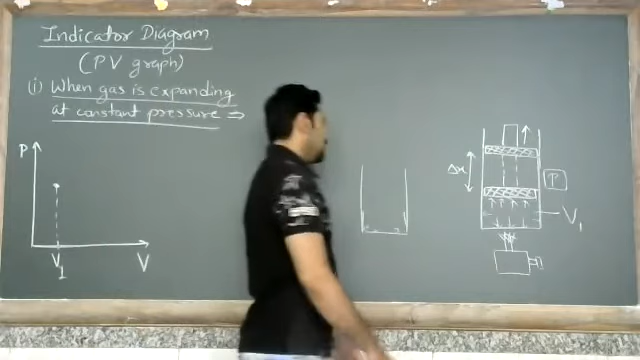 Indicator Diagram
(PV graph)
(i) When gas is expanding
at constant pressure ⇒
P
V₁
V
Δx
P
V₁